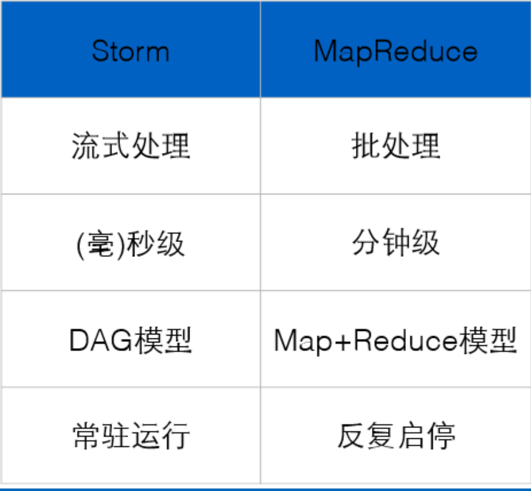 Storm MapReduce
流式处理 批处理
(毫)秒级 分钟级
DAG模型 Map+Reduce模型
常驻运行 反复启停